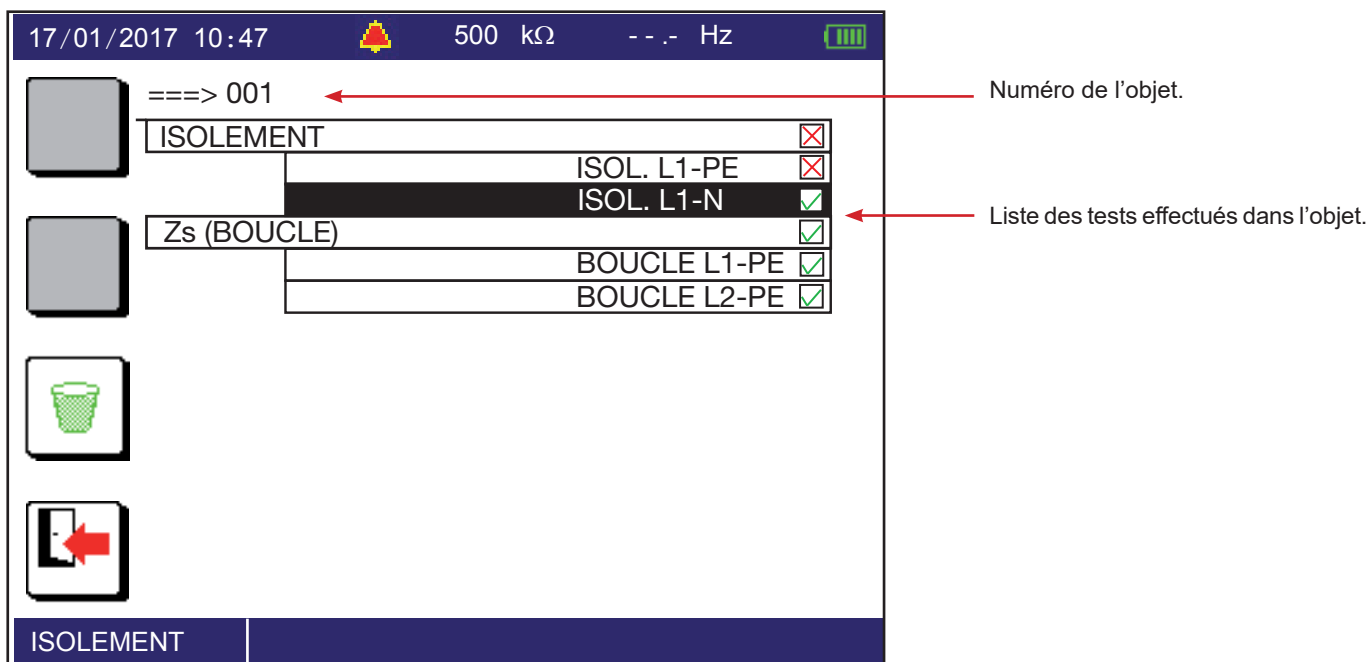 17/01/2017 10:47 500 kΩ - - .- Hz
===> 001
Numéro de l’objet.
ISOLEMENT
ISOL. L1-PE
ISOL. L1-N
Liste des tests effectués dans l’objet.
Zs (BOUCLE)
BOUCLE L1-PE
BOUCLE L2-PE
ISOLEMENT